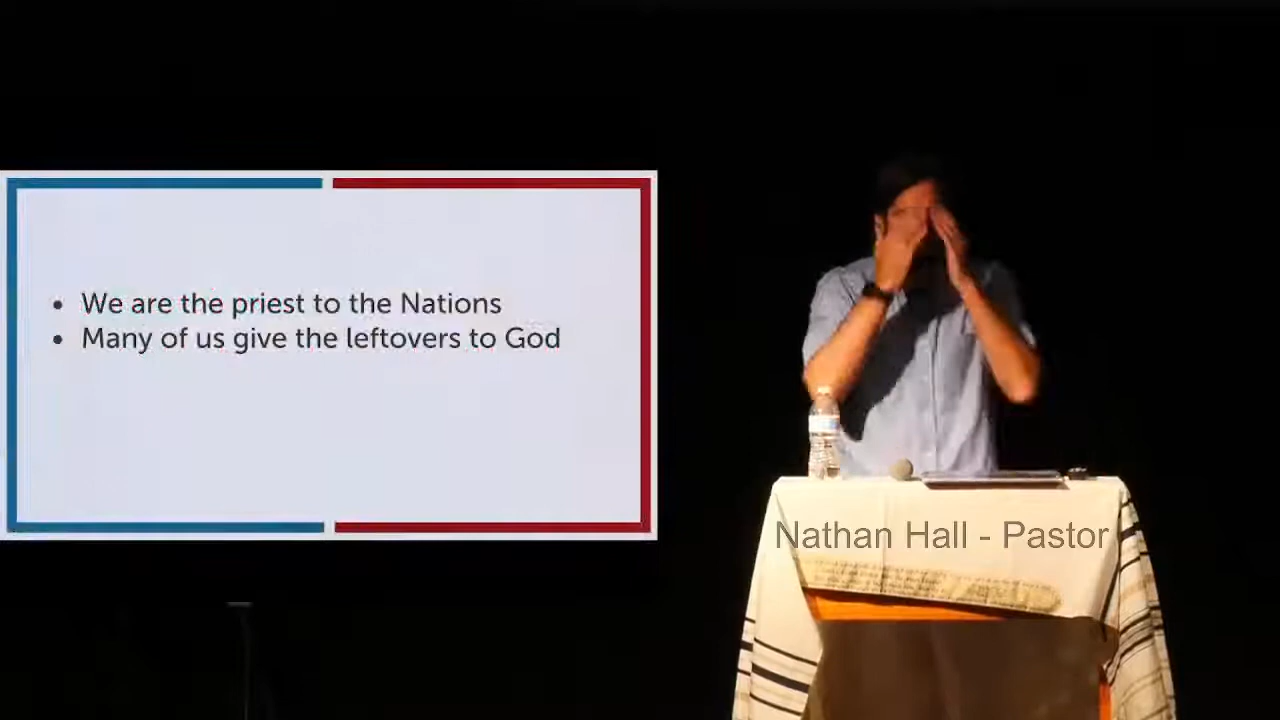 • We are the priest to the Nations
• Many of us give the leftovers to God
Nathan Hall - Pastor